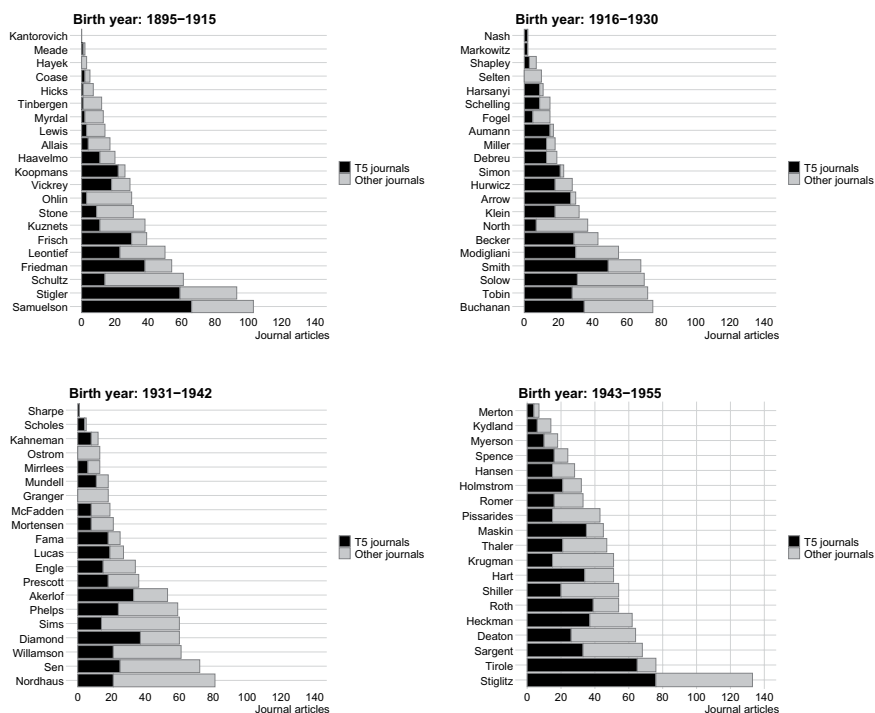 Birth year: 1895−1915
Kantorovich
Meade
Hayek
Coase
Hicks
Tinbergen
Myrdal
Lewis
Allais
Haavelmo
Koopmans
Vickrey
Ohlin
Stone
Kuznets
Frisch
Leontief
Friedman
Schultz
Stigler
Samuelson
0 20 40 60 80 100 120 140
Journal articles
T5 journals
Other journals
Birth year: 1916−1930
Nash
Markowitz
Shapley
Selten
Harsanyi
Schelling
Fogel
Aumann
Miller
Debreu
Simon
Hurwicz
Arrow
Klein
North
Becker
Modigliani
Smith
Solow
Tobin
Buchanan
0 20 40 60 80 100 120 140
Journal articles
T5 journals
Other journals
Birth year: 1931−1942
Sharpe
Scholes
Kahneman
Ostrom
Mirrlees
Mundell
Granger
McFadden
Mortensen
Fama
Lucas
Engle
Prescott
Akerlof
Phelps
Sims
Diamond
Willamson
Sen
Nordhaus
0 20 40 60 80 100 120 140
Journal articles
T5 journals
Other journals
Birth year: 1943−1955
Merton
Kydland
Myerson
Spence
Hansen
Holmstrom
Romer
Pissarides
Maskin
Thaler
Krugman
Hart
Shiller
Roth
Heckman
Deaton
Sargent
Tirole
Stiglitz
0 20 40 60 80 100 120 140
Journal articles
T5 journals
Other journals